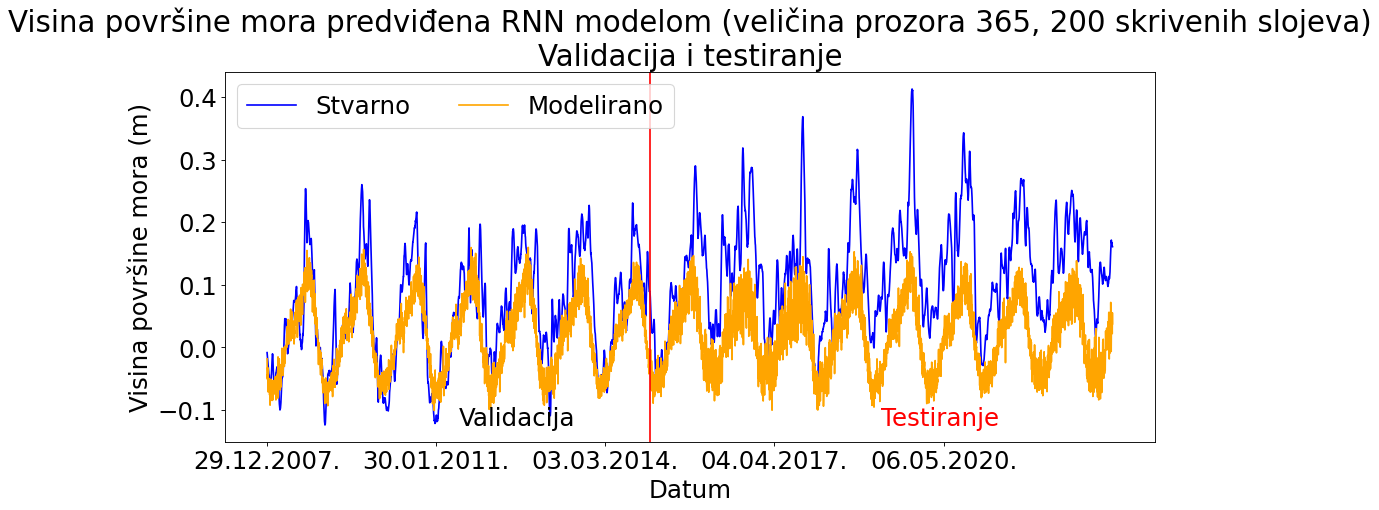 Visina površine mora predviđena RNN modelom (veličina prozora 365, 200 skrivenih slojeva)
Validacija i testiranje
Stvarno Modelirano
Visina površine mora (m)
0.4
0.3
0.2
0.1
0.0
−0.1
Validacija
Testiranje
29.12.2007. 30.01.2011. 03.03.2014. 04.04.2017. 06.05.2020.
Datum